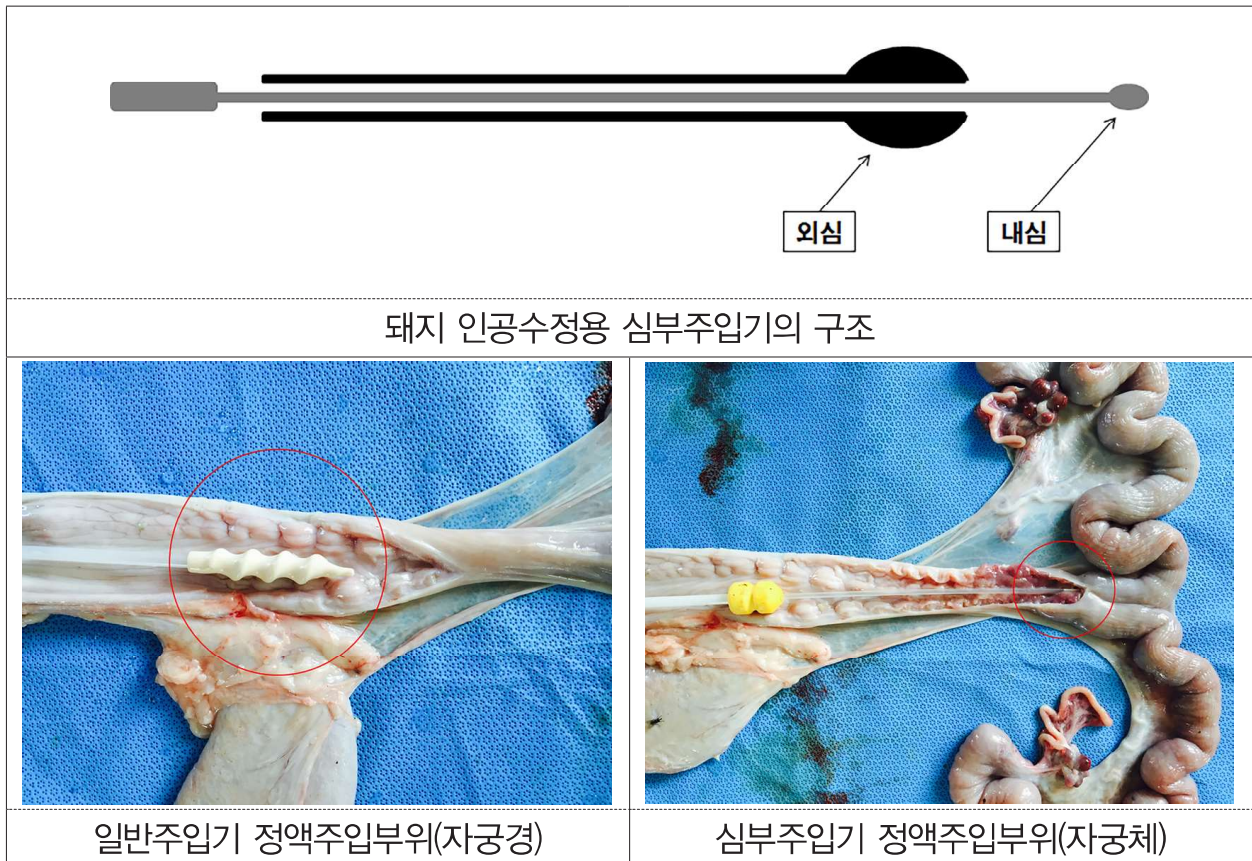 외심
내심
돼지 인공수정용 심부주입기의 구조
일반주입기 정액주입부위(자궁경)
심부주입기 정액주입부위(자궁체)